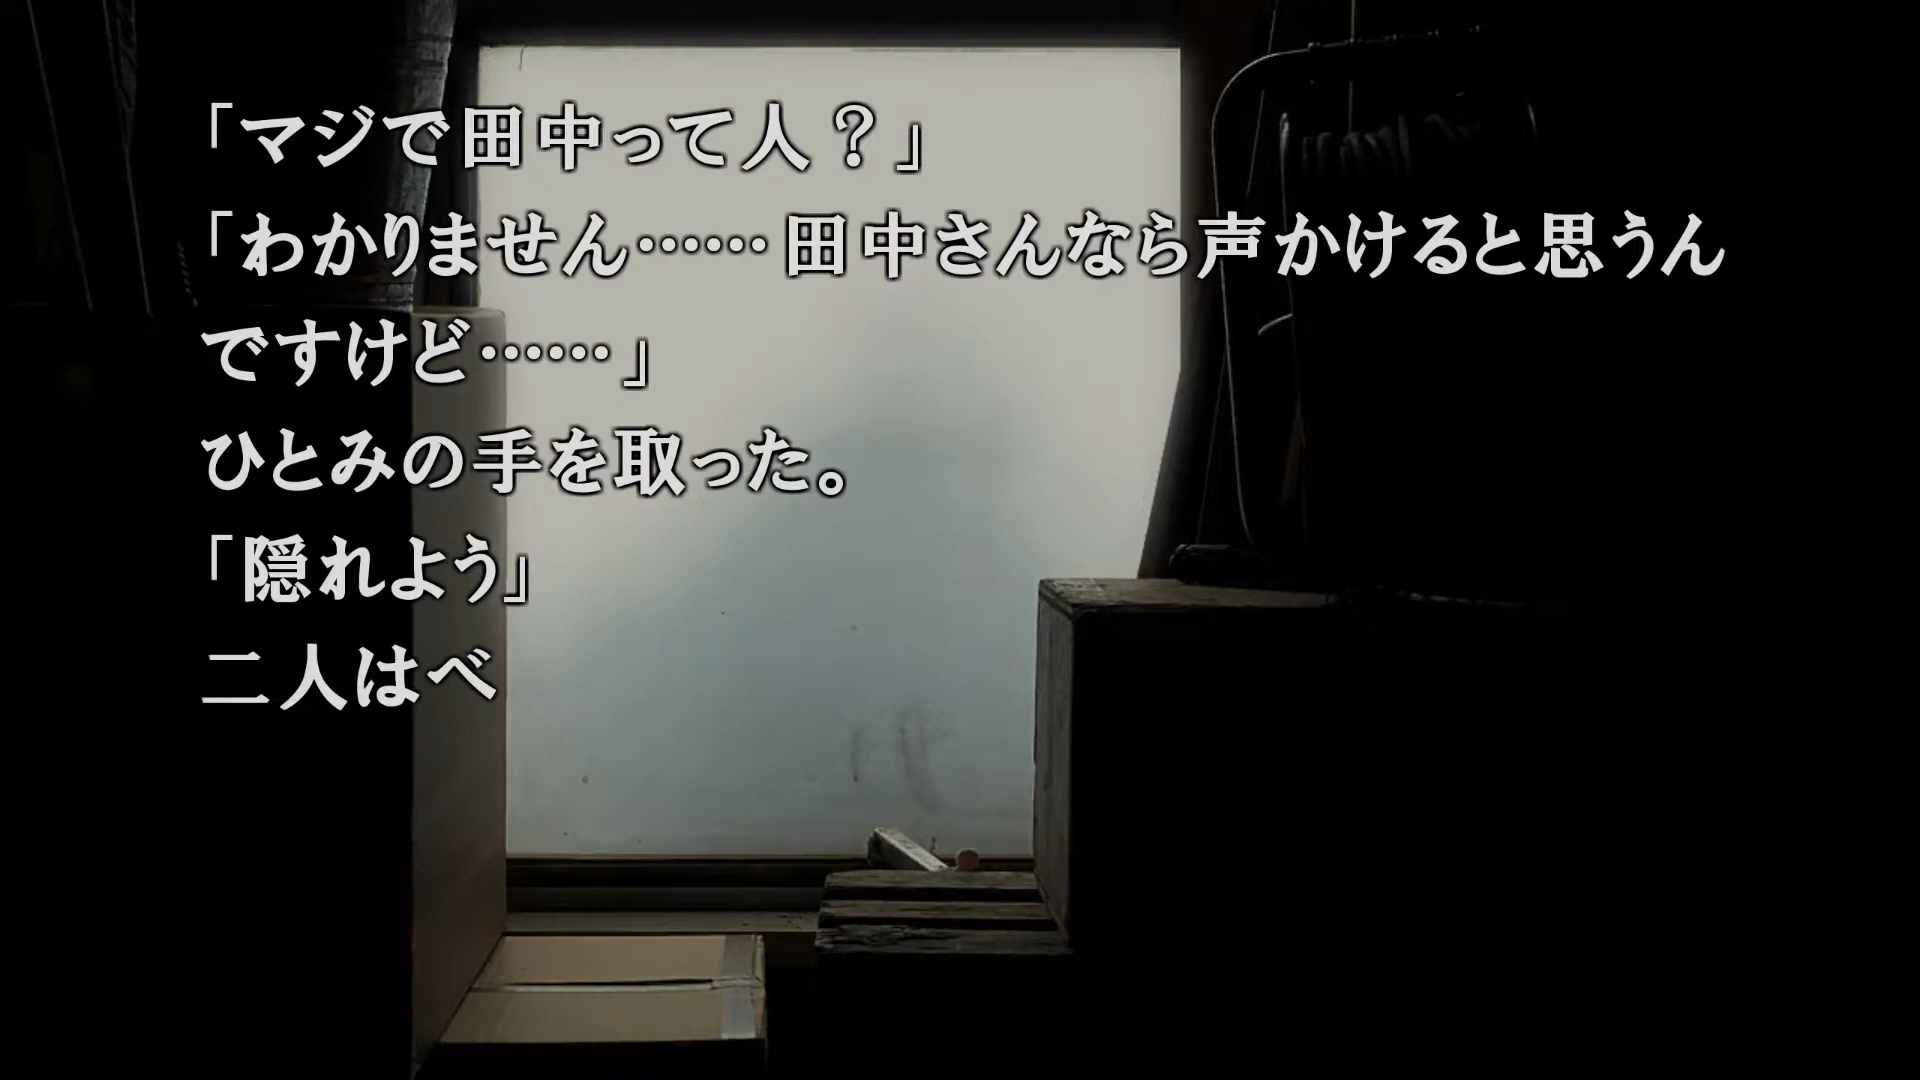 「マジで田中って人？」
「わかりません……田中さんなら声かけると思うん
ですけど……」
ひとみの手を取った。
「隠れよう」
二人はべ